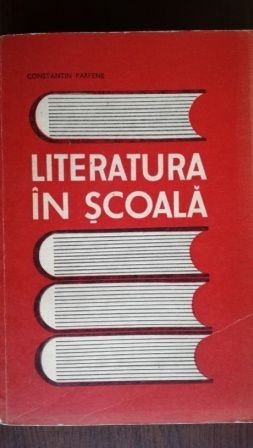 CONSTANTIN PARFENE
LITERATURA
ÎN ȘCOALĂ